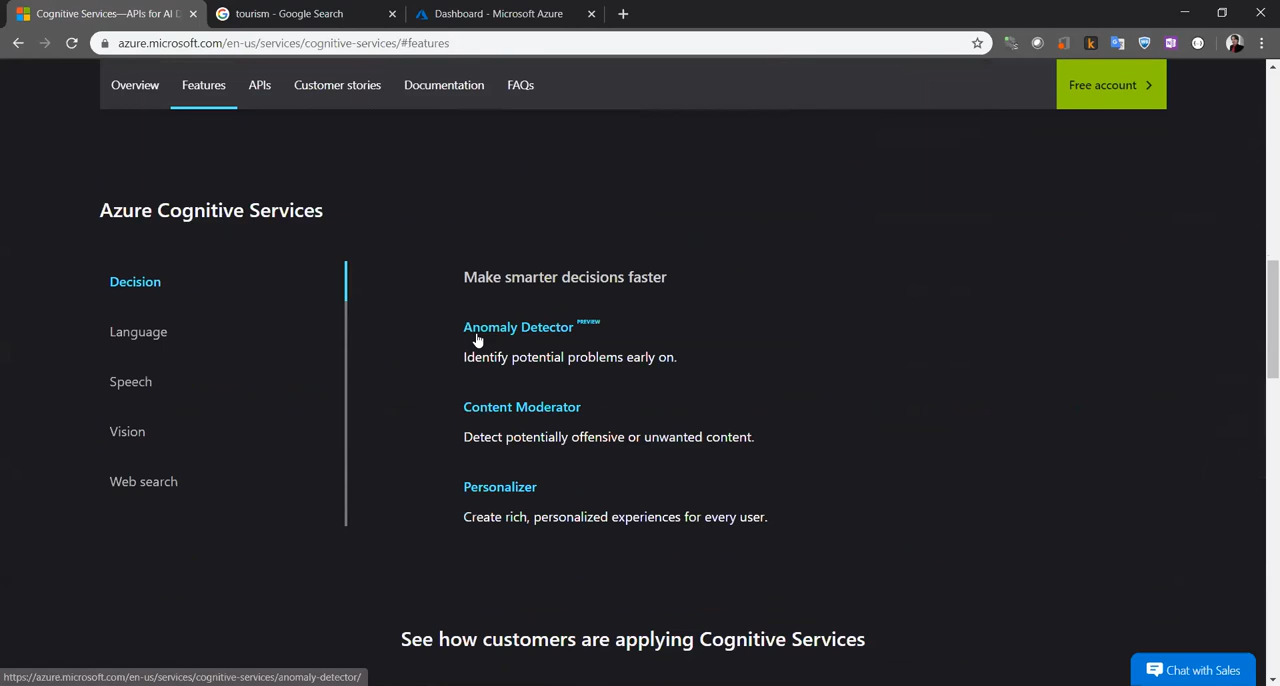 Cognitive Services—APIs for AI D
tourism - Google Search
Dashboard - Microsoft Azure
azure.microsoft.com/en-us/services/cognitive-services/#features
Overview
Features
APIs
Customer stories
Documentation
FAQs
Free account
Azure Cognitive Services
Decision
Language
Speech
Vision
Web search
Make smarter decisions faster
Anomaly Detector PREVIEW
Identify potential problems early on.
Content Moderator
Detect potentially offensive or unwanted content.
Personalizer
Create rich, personalized experiences for every user.
See how customers are applying Cognitive Services
Chat with Sales
https://azure.microsoft.com/en-us/services/cognitive-services/anomaly-detector/